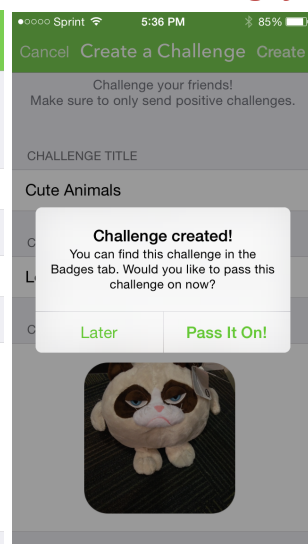 Sprint 5:36 PM 85%
Cancel Create a Challenge Create
Challenge your friends!
Make sure to only send positive challenges.
CHALLENGE TITLE
Cute Animals
Challenge created!
You can find this challenge in the
Badges tab. Would you like to pass this
challenge on now?
Later Pass It On!